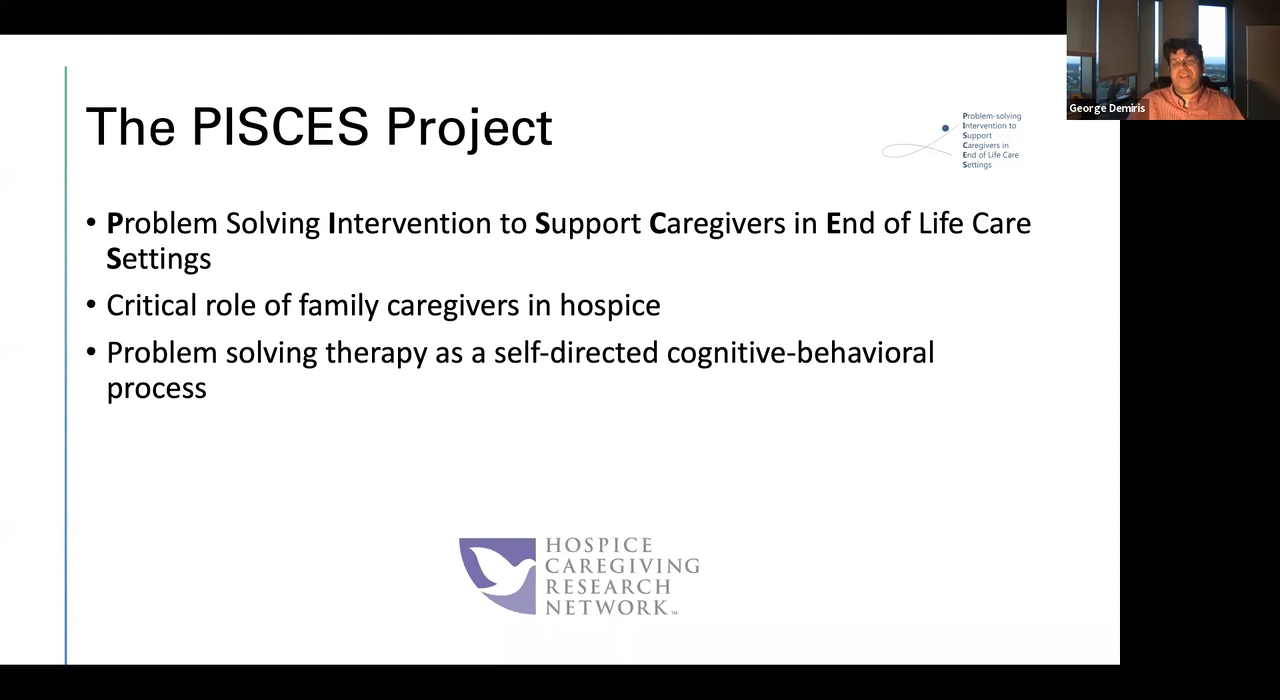 The PISCES Project
Problem-solving
Intervention to
Support
Caregivers in
End of Life Care
Settings
George Demiris
• Problem Solving Intervention to Support Caregivers in End of Life Care
Settings
• Critical role of family caregivers in hospice
• Problem solving therapy as a self-directed cognitive-behavioral
process
HOSPICE
CAREGIVING
RESEARCH
NETWORK™